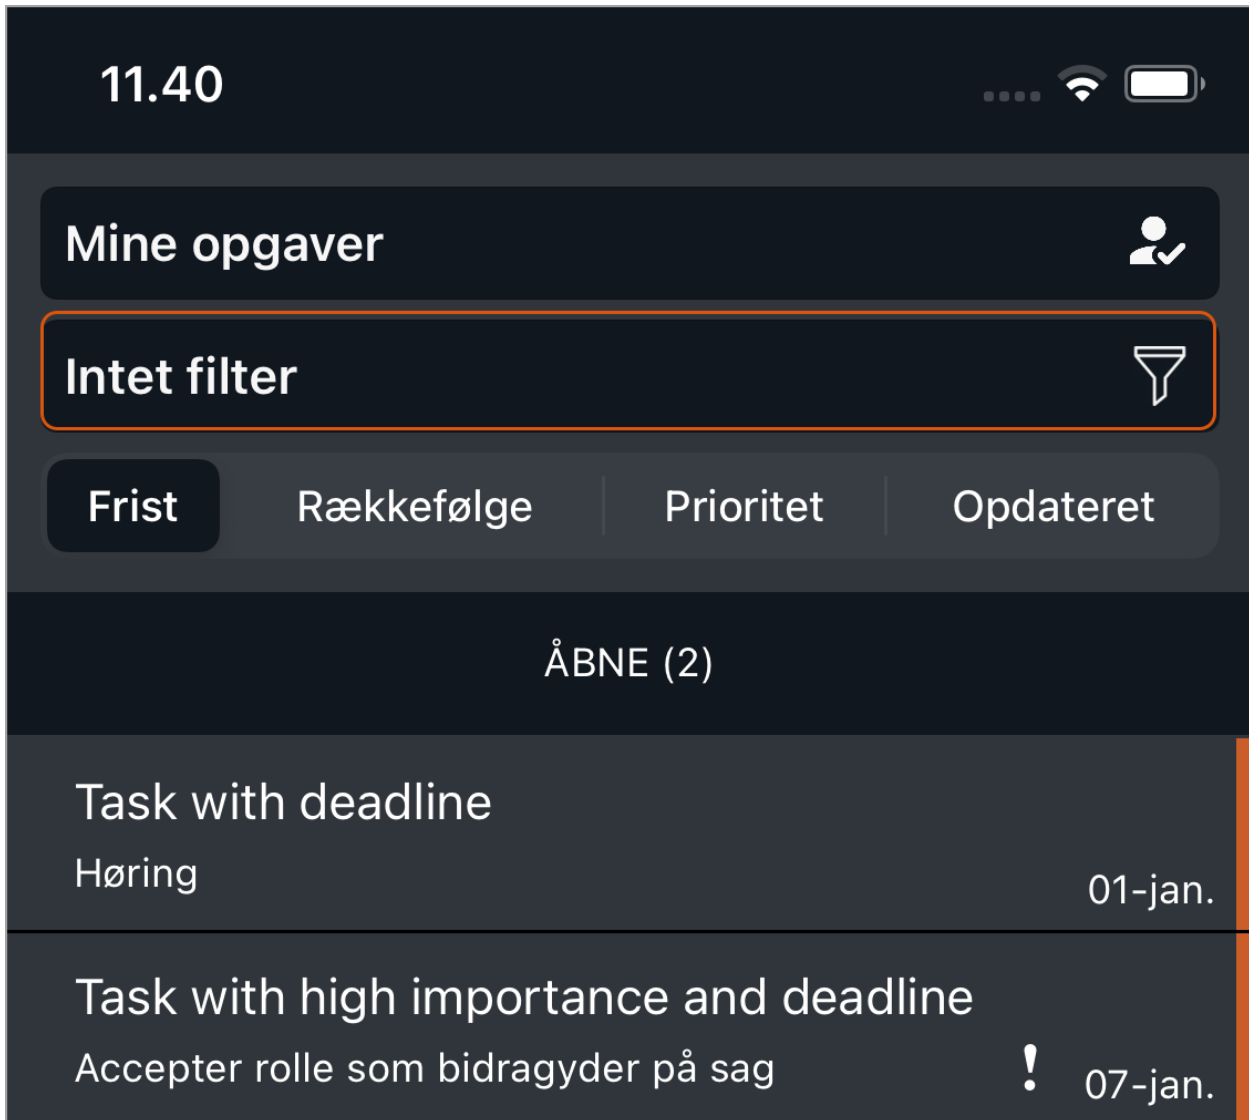 11.40
Mine opgaver
Intet filter
Frist Rækkefølge Prioritet Opdateret
ÅBNE (2)
Task with deadline
Høring
01-jan.
Task with high importance and deadline
Accepter rolle som bidragyder på sag
! 07-jan.